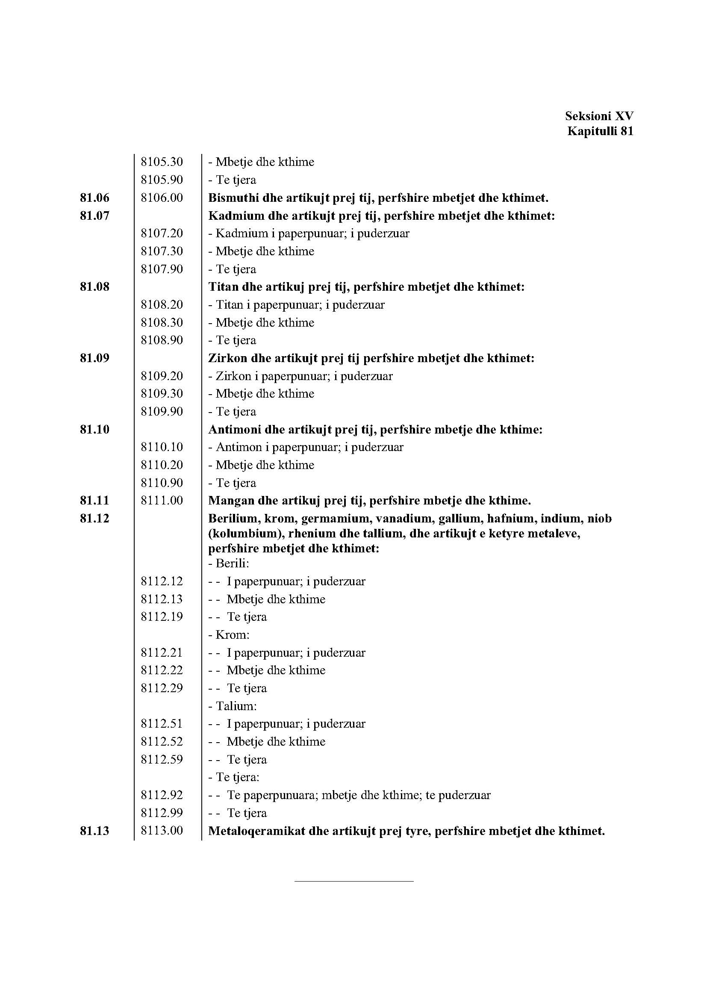 Seksioni XV
Kapitulli 81
8105.30 - Mbetje dhe kthime
8105.90 - Te tjera
81.06 8106.00 Bismuthi dhe artikujt prej tij, perfshire mbetjet dhe kthimet.
81.07 Kadmium dhe artikujt prej tij, perfshire mbetjet dhe kthimet:
8107.20 - Kadmium i paperpunuar; i puderzuar
8107.30 - Mbetje dhe kthime
8107.90 - Te tjera
81.08 Titan dhe artikuj prej tij, perfshire mbetjet dhe kthimet:
8108.20 - Titan i paperpunuar; i puderzuar
8108.30 - Mbetje dhe kthime
8108.90 - Te tjera
81.09 Zirkon dhe artikujt prej tij perfshire mbetjet dhe kthimet:
8109.20 - Zirkon i paperpunuar; i puderzuar
8109.30 - Mbetje dhe kthime
8109.90 - Te tjera
81.10 Antimoni dhe artikujt prej tij, perfshire mbetje dhe kthime:
8110.10 - Antimon i paperpunuar; i puderzuar
8110.20 - Mbetje dhe kthime
8110.90 - Te tjera
81.11 8111.00 Mangan dhe artikuj prej tij, perfshire mbetje dhe kthime.
81.12 Berilium, krom, germamium, vanadium, gallium, hafnium, indium, niob
(kolumbium), rhenium dhe tallium, dhe artikujt e ketyre metaleve,
perfshire mbetjet dhe kthimet:
- Berili:
8112.12 - - I paperpunuar; i puderzuar
8112.13 - - Mbetje dhe kthime
8112.19 - - Te tjera
- Krom:
8112.21 - - I paperpunuar; i puderzuar
8112.22 - - Mbetje dhe kthime
8112.29 - - Te tjera
- Talium:
8112.51 - - I paperpunuar; i puderzuar
8112.52 - - Mbetje dhe kthime
8112.59 - - Te tjera
- Te tjera:
8112.92 - - Te paperpunuara; mbetje dhe kthime; te puderzuar
8112.99 - - Te tjera
81.13 8113.00 Metaloqeramikat dhe artikujt prej tyre, perfshire mbetjet dhe kthimet.